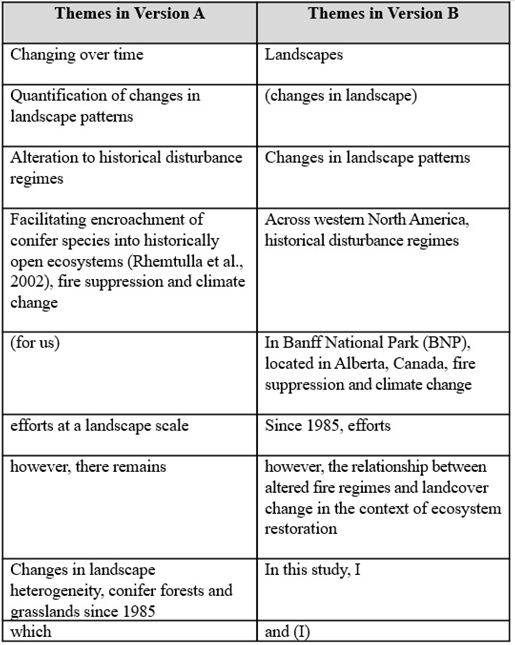 Themes in Version A
Themes in Version B
Changing over time
Landscapes
Quantification of changes in
landscape patterns
(changes in landscape)
Alteration to historical disturbance
regimes
Changes in landscape patterns
Facilitating encroachment of
conifer species into historically
open ecosystems (Rhemtulla et al.,
2002), fire suppression and climate
change
Across western North America,
historical disturbance regimes
(for us)
In Banff National Park (BNP),
located in Alberta, Canada, fire
suppression and climate change
efforts at a landscape scale
Since 1985, efforts
however, there remains
however, the relationship between
altered fire regimes and landcover
change in the context of ecosystem
restoration
Changes in landscape
heterogeneity, conifer forests and
grasslands since 1985
In this study, I
which
and (I)